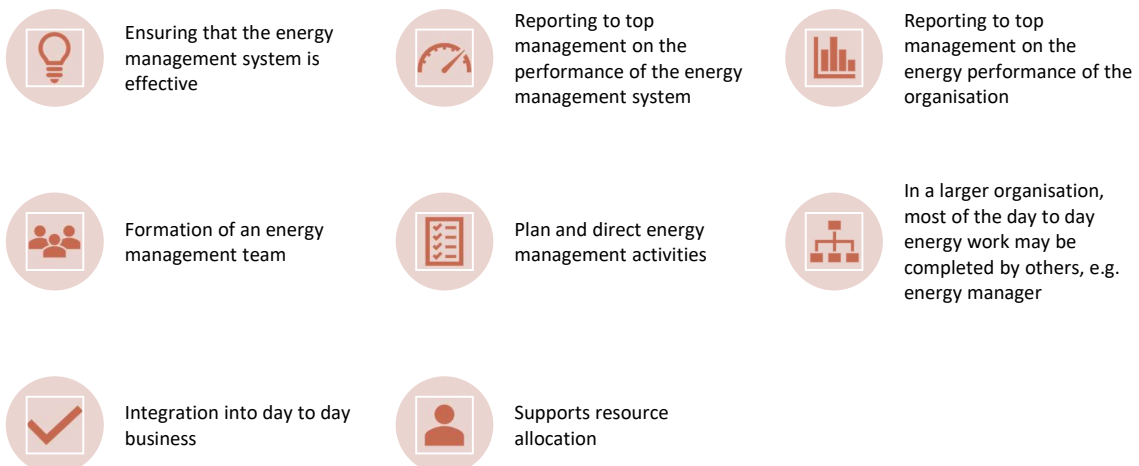 Ensuring that the energy
management system is
effective
Reporting to top
management on the
performance of the energy
management system
Reporting to top
management on the
energy performance of the
organisation
Formation of an energy
management team
Plan and direct energy
management activities
In a larger organisation,
most of the day to day
energy work may be
completed by others, e.g.
energy manager
Integration into day to day
business
Supports resource
allocation